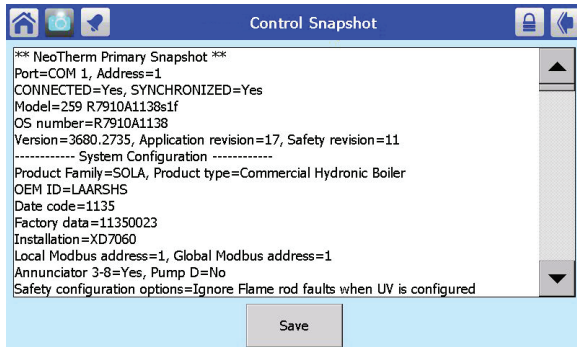 Control Snapshot
** NeoTherm Primary Snapshot **
Port=COM 1, Address=1
CONNECTED=Yes, SYNCHRONIZED=Yes
Model=259 R7910A1138s1f
OS number=R7910A1138
Version=3680.2735, Application revision=17, Safety revision=11
------------ System Configuration ------------
Product Family=SOLA, Product type=Commercial Hydronic Boiler
OEM ID=LAARSHS
Date code=1135
Factory data=11350023
Installation=XD7060
Local Modbus address=1, Global Modbus address=1
Annunciator 3-8=Yes, Pump D=No
Safety configuration options=Ignore Flame rod faults when UV is configured
Save